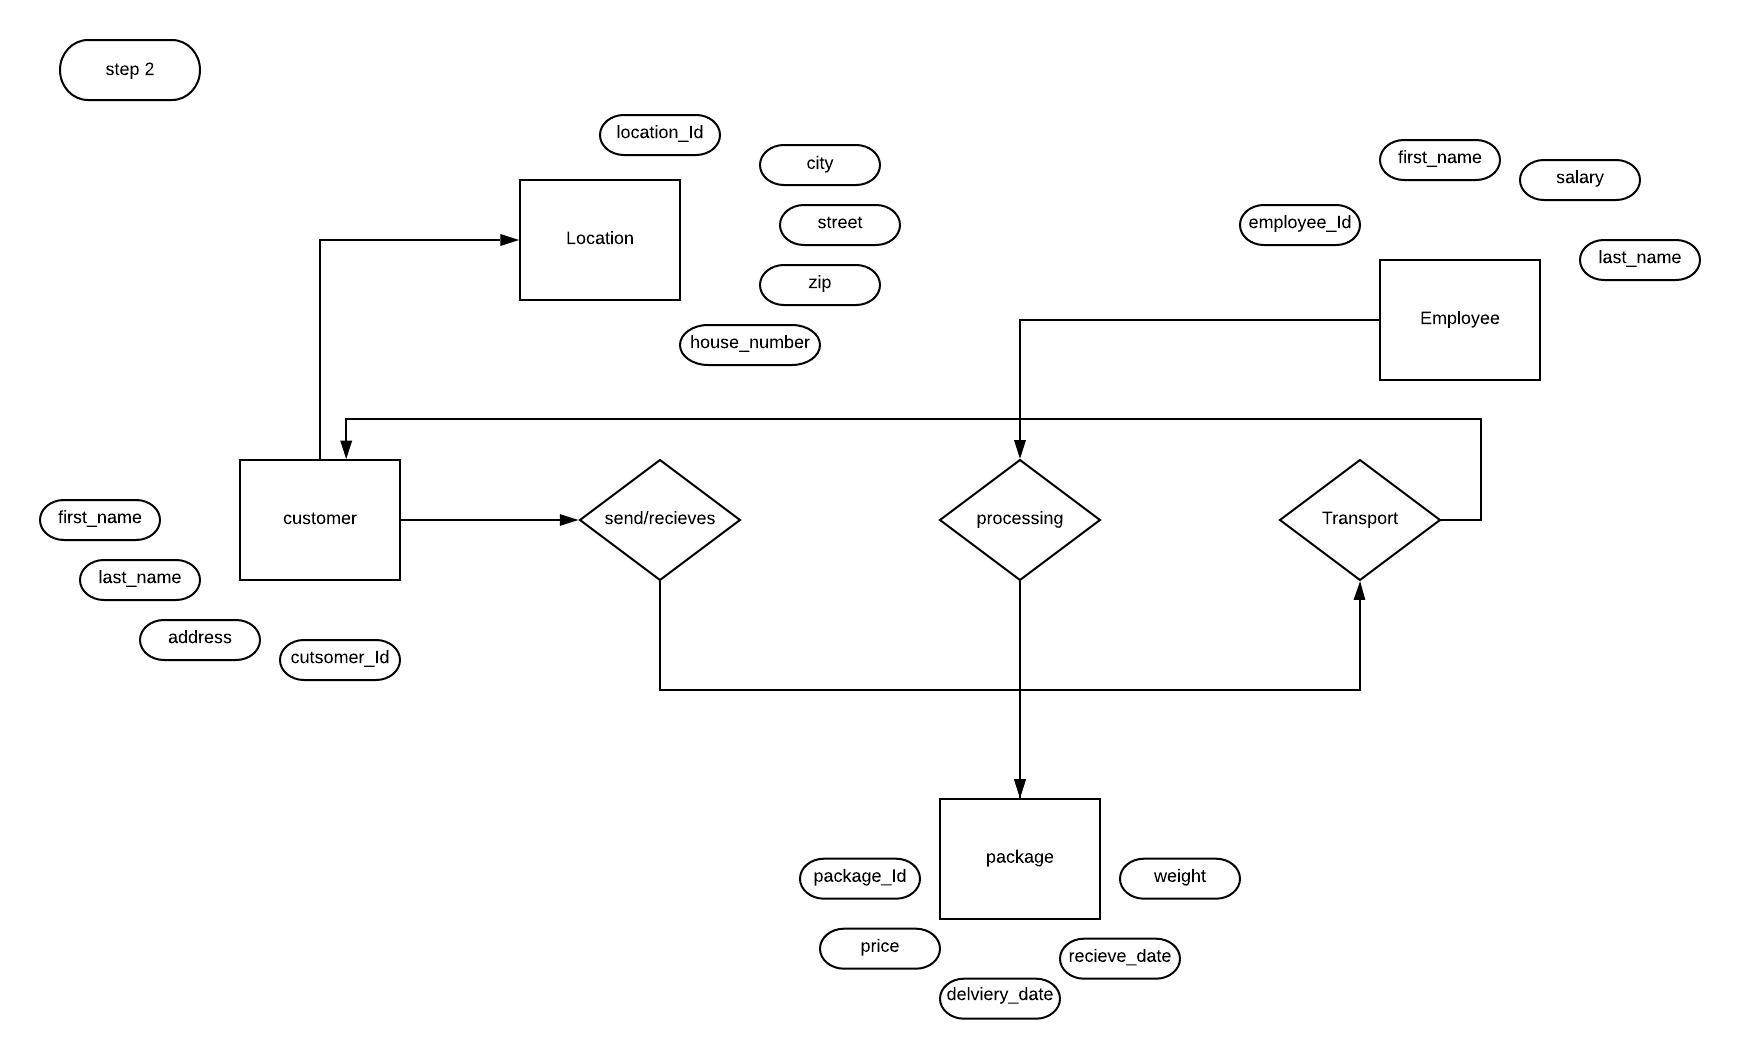 step 2
location_Id
city
street
zip
house_number
Location
first_name
salary
employee_Id
last_name
Employee
customer
send/recieves
processing
Transport
first_name
last_name
address
cutsomer_Id
package
package_Id
weight
price
recieve_date
delviery_date